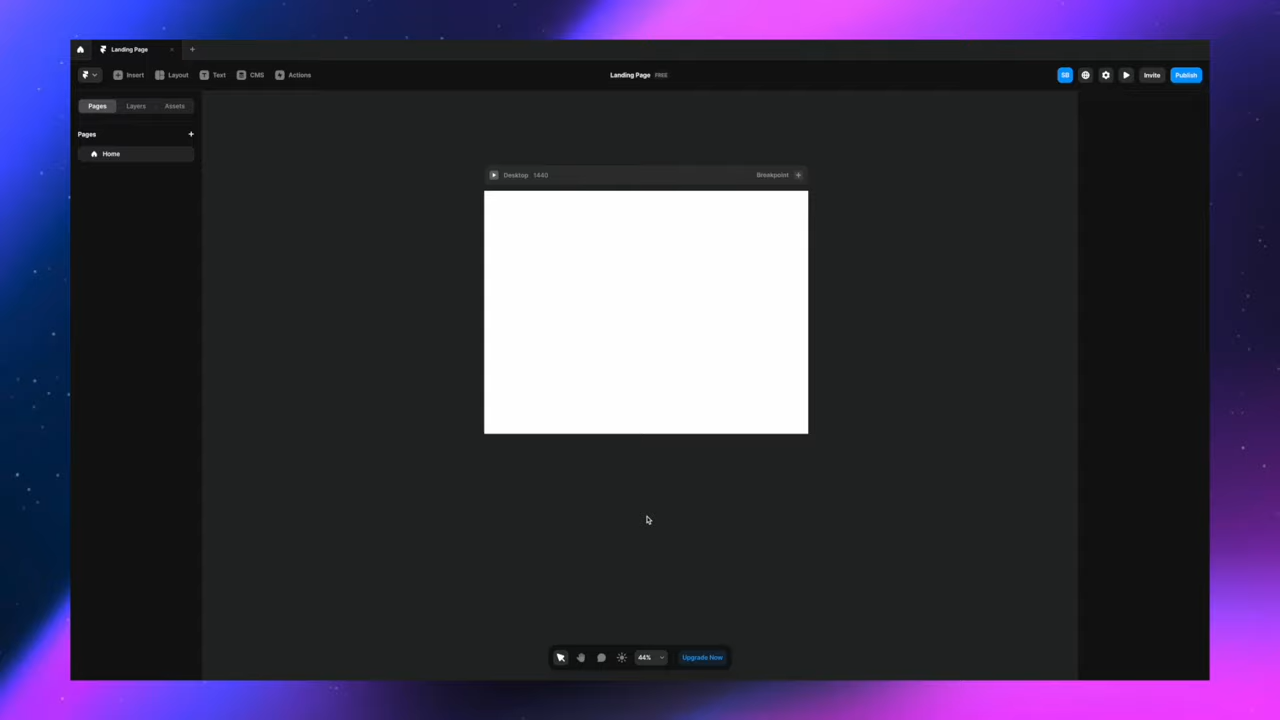 Landing Page
Insert Layout Text CMS Actions
Landing Page FREE
SB Invite Publish
Pages Layers Assets
Pages
Home
Desktop 1440 Breakpoint
44% Upgrade Now